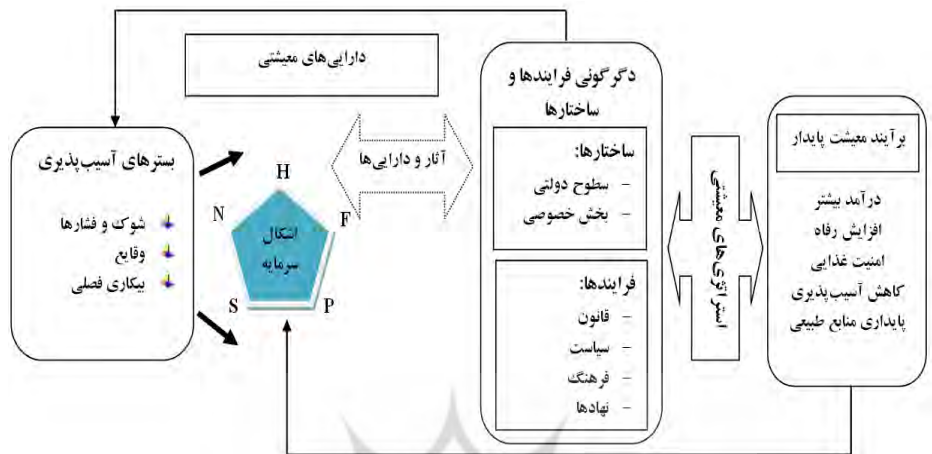 دارایی‌های معیشتی
بسترهای آسیب‌پذیری
شوک و فشارها
وقایع
بیکاری فصلی
H
N
F
S
P
اشکال
سرمایه
آثار و دارایی‌ها
دگرگونی فرایندها و
ساختارها
ساختارها:
– سطوح دولتی
– بخش خصوصی
فرایندها:
– قانون
– سیاست
– فرهنگ
– نهادها
استراتژی‌های معیشتی
برآیند معیشت پایدار
درآمد بیشتر
افزایش رفاه
امنیت غذایی
کاهش آسیب‌پذیری
پایداری منابع طبیعی